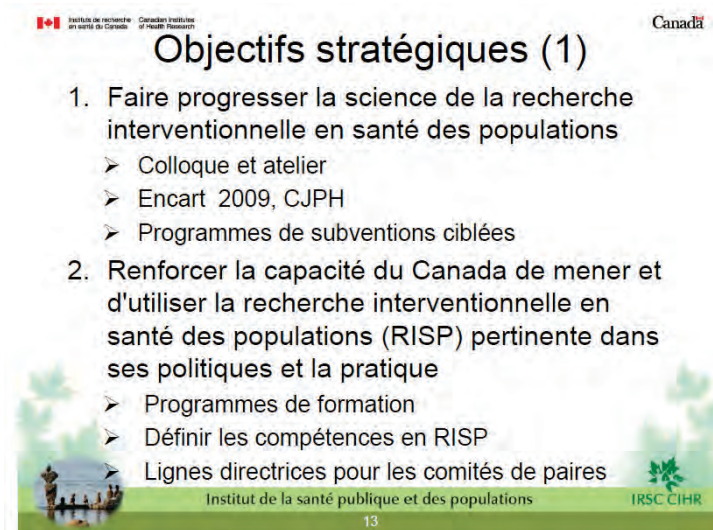 Instituts de recherche Canadian Institutes
en santé du Canada of Health Research
Canada
Objectifs stratégiques (1)
1. Faire progresser la science de la recherche
interventionnelle en santé des populations
➢ Colloque et atelier
➢ Encart 2009, CJPH
➢ Programmes de subventions ciblées
2. Renforcer la capacité du Canada de mener et
d'utiliser la recherche interventionnelle en
santé des populations (RISP) pertinente dans
ses politiques et la pratique
➢ Programmes de formation
➢ Définir les compétences en RISP
➢ Lignes directrices pour les comités de paires
Institut de la santé publique et des populations
IRSC CIHR
13